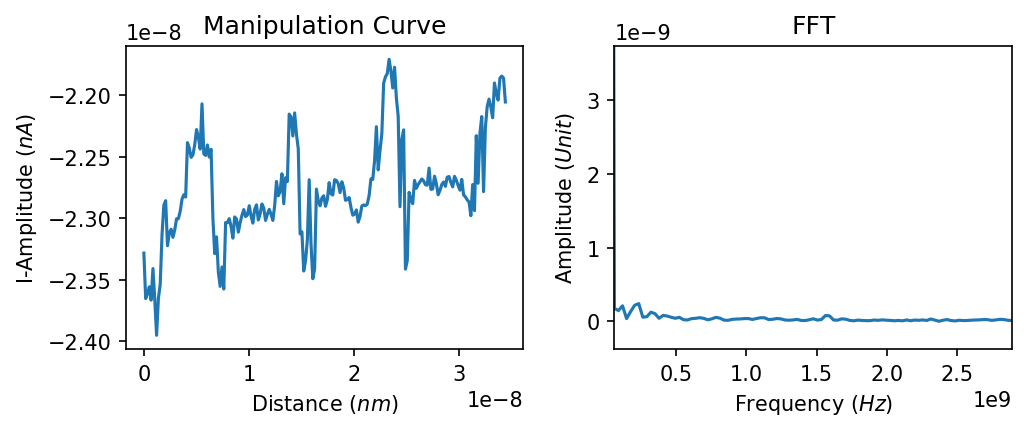 Manipulation Curve
1e−8
−2.20
−2.25
−2.30
−2.35
−2.40
I-Amplitude (nA)
0 1 2 3
1e−8
Distance (nm)
FFT
1e−9
3
2
1
0
Amplitude (Unit)
0.5 1.0 1.5 2.0 2.5
1e9
Frequency (Hz)